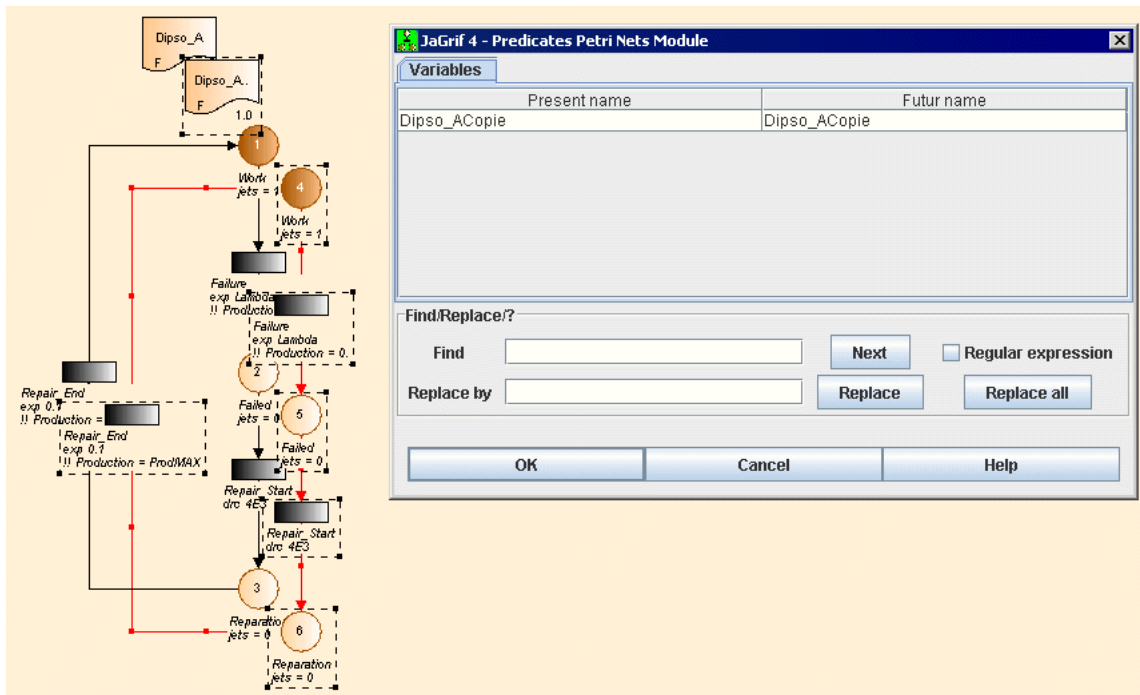 Dipso_A
F
Dipso_A..
F
1.0
1
Work
jets = 1
4
Work
jets = 1
Failure
exp Lambda
!! Productio
Failure
exp Lambda
!! Production = 0.
2
Failed
jets = 0
5
Failed
jets = 0
Repair_End
exp 0.1
!! Production =
Repair_End
exp 0.1
!! Production = ProdMAX
Repair_Start
drc 4E3
Repair_Start
drc 4E3
3
Reparatio
jets = 0
6
Reparation
jets = 0
JaGrif 4 - Predicates Petri Nets Module
Variables
Present name Futur name
Dipso_ACopie Dipso_ACopie
Find/Replace/?
Find Next Regular expression
Replace by Replace Replace all
OK Cancel Help